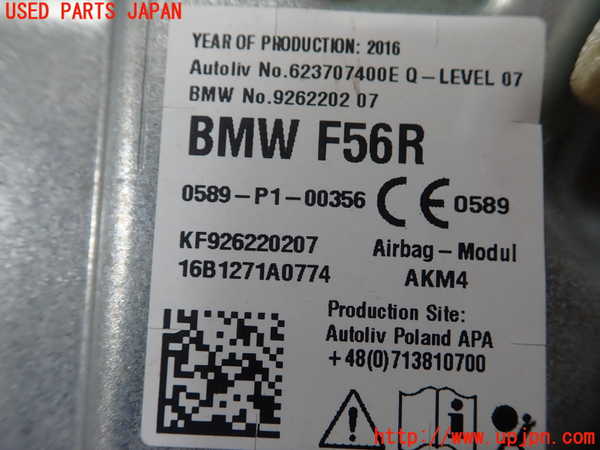 USED PARTS JAPAN
YEAR OF PRODUCTION: 2016
Autoliv No.623707400E Q-LEVEL 07
BMW No.9262202 07
BMW F56R
0589-P1-00356 CE 0589
KF926220207 Airbag-Modul
16B1271A0774 AKM4
Production Site:
Autoliv Poland APA
+48(0)713810700
http://www.upjpn.com